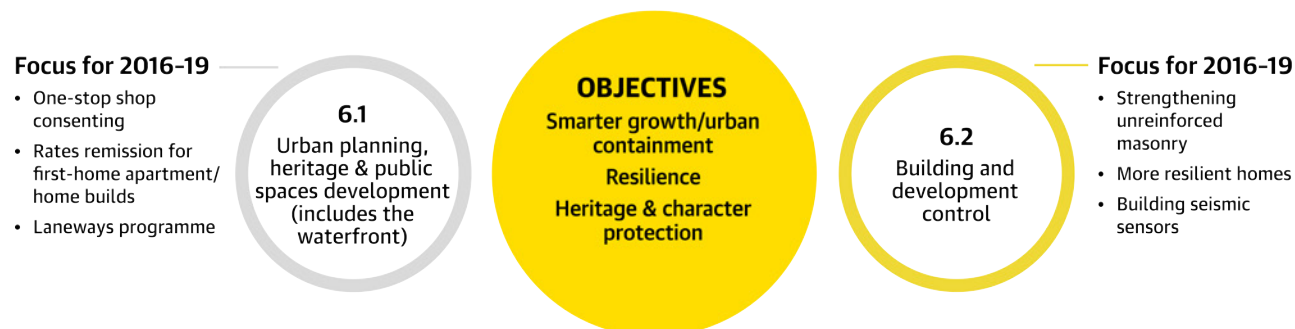 Focus for 2016-19
• One-stop shop
consenting
• Rates remission for
first-home apartment/
home builds
• Laneways programme
6.1
Urban planning,
heritage & public
spaces development
(includes the
waterfront)
OBJECTIVES
Smarter growth/urban
containment
Resilience
Heritage & character
protection
6.2
Building and
development
control
Focus for 2016-19
• Strengthening
unreinforced
masonry
• More resilient homes
• Building seismic
sensors